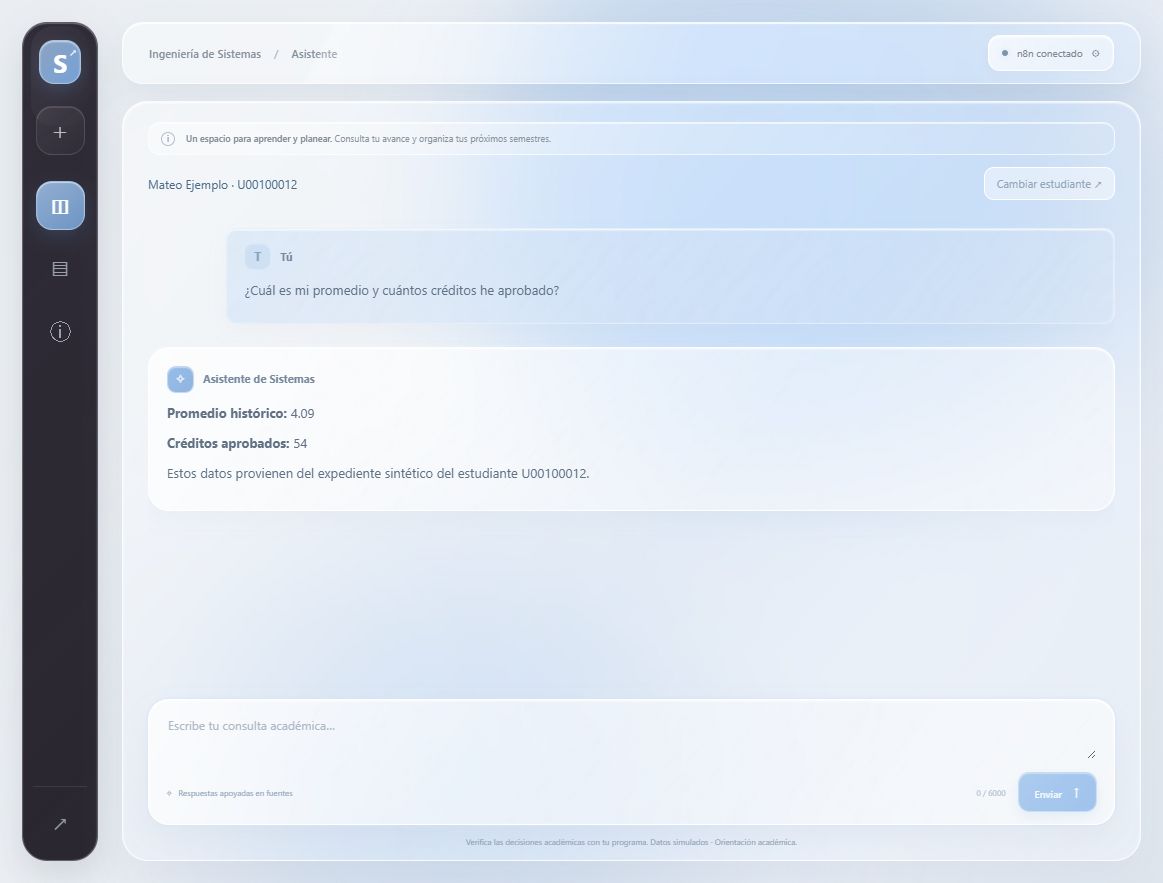 S
Ingeniería de Sistemas / Asistente
n8n conectado
Un espacio para aprender y planear. Consulta tu avance y organiza tus próximos semestres.
Mateo Ejemplo · U00100012
Cambiar estudiante ↗
T Tú
¿Cuál es mi promedio y cuántos créditos he aprobado?
Asistente de Sistemas
Promedio histórico: 4.09
Créditos aprobados: 54
Estos datos provienen del expediente sintético del estudiante U00100012.
Escribe tu consulta académica...
Respuestas apoyadas en fuentes
0 / 6000
Enviar ↑
Verifica las decisiones académicas con tu programa. Datos simulados · Orientación académica.